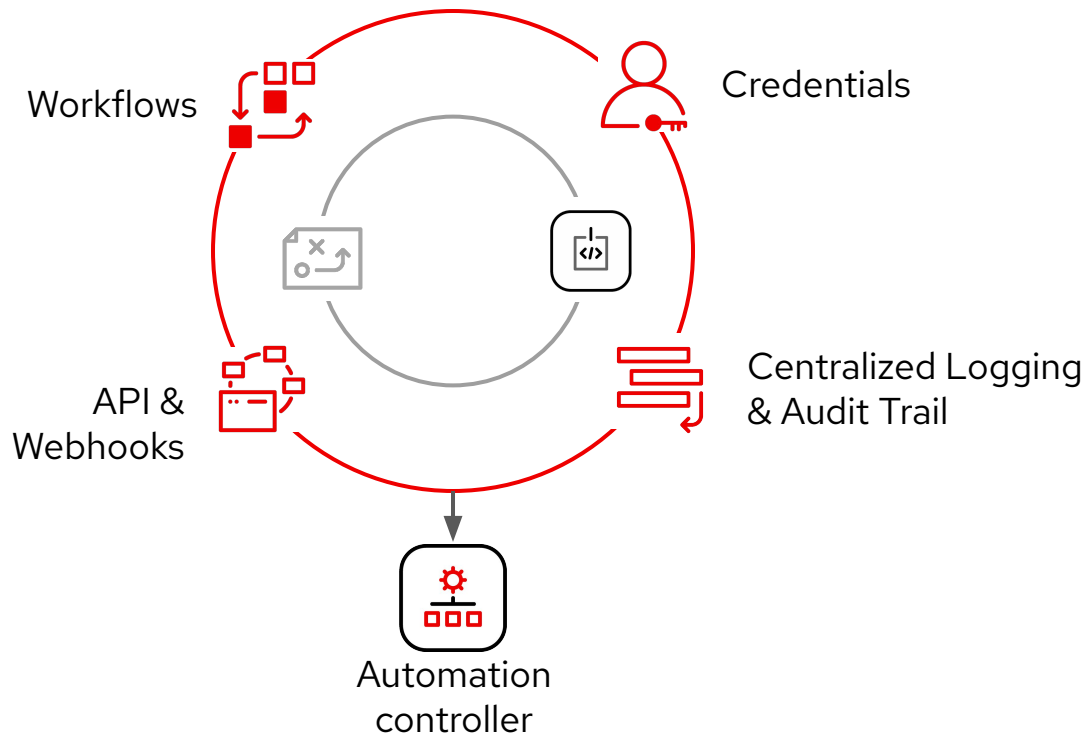 Workflows
Credentials
API &
Webhooks
Centralized Logging
& Audit Trail
</>
Automation
controller